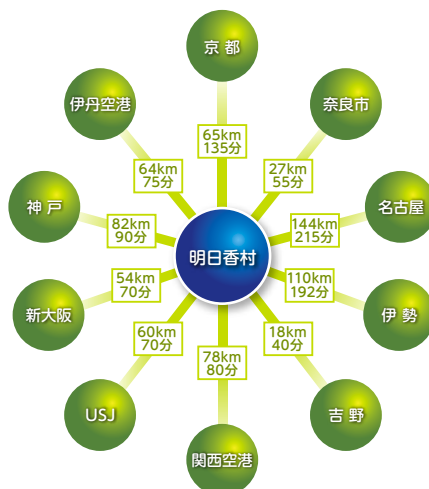 京都
伊丹空港
奈良市
65km
135分
64km
75分
27km
55分
神戸
名古屋
82km
90分
144km
215分
明日香村
54km
70分
110km
192分
新大阪
伊勢
60km
70分
18km
40分
78km
80分
USJ
吉野
関西空港